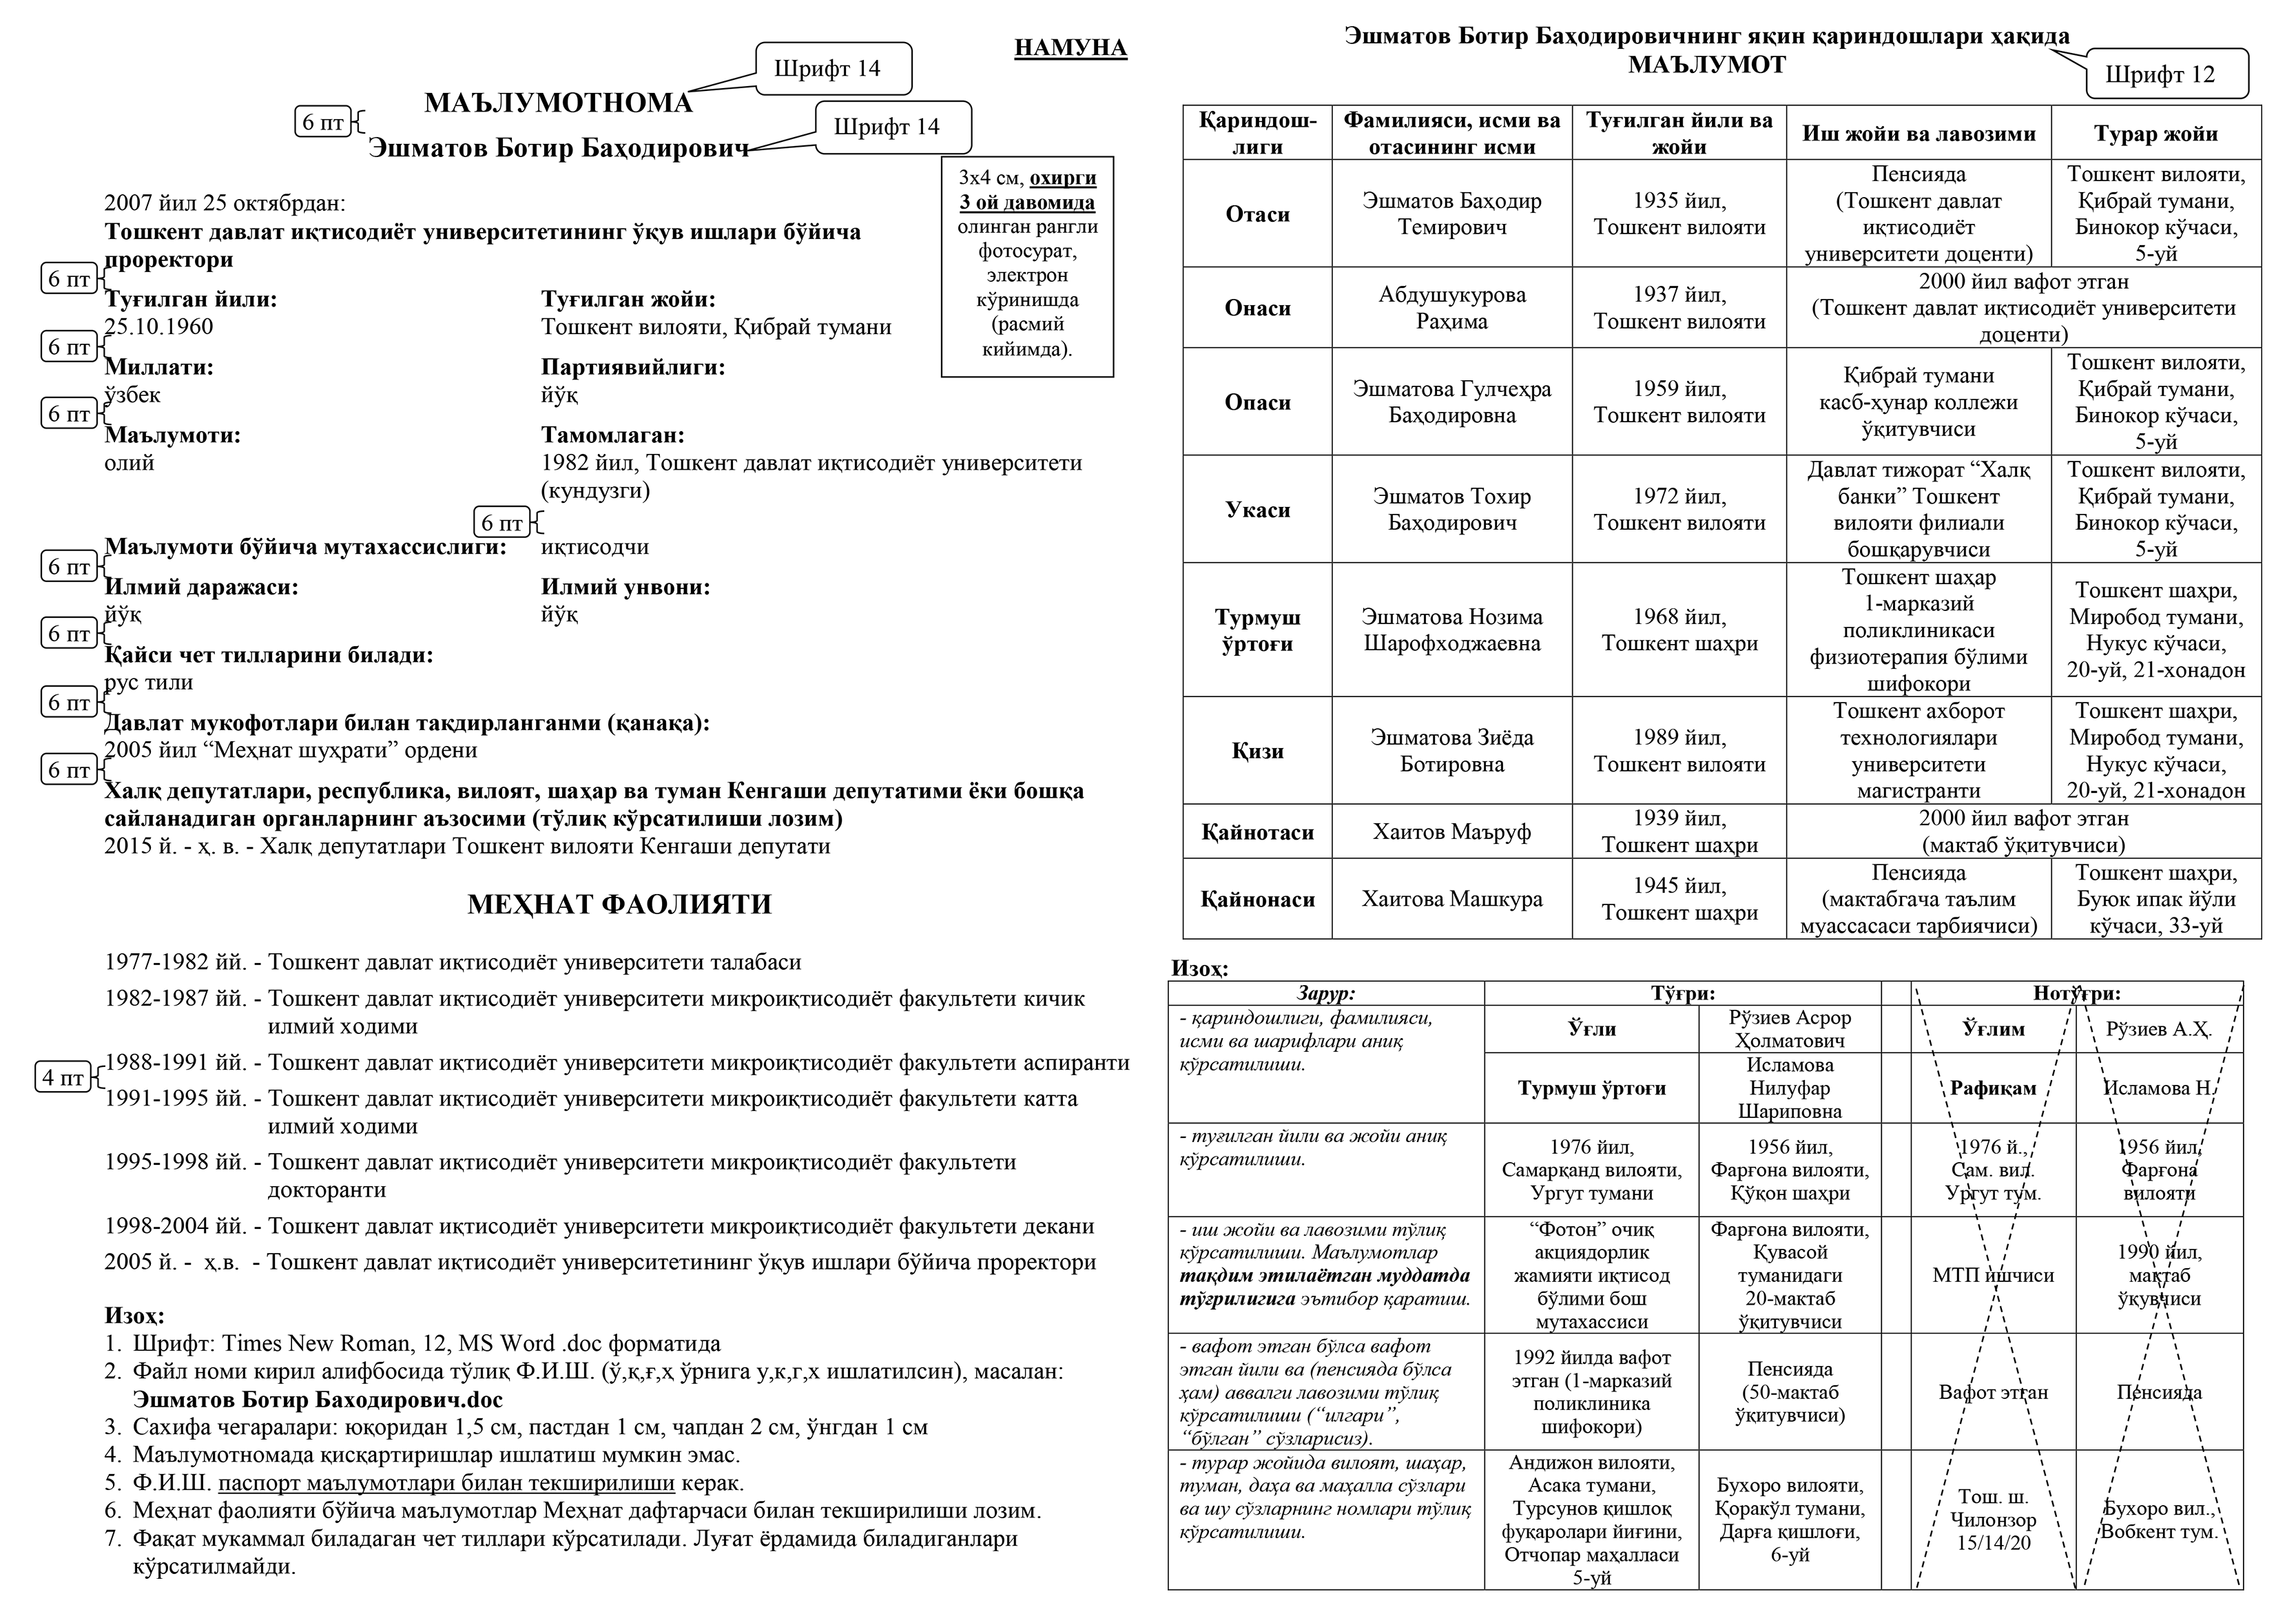 НАМУНА
Шрифт 14
МАЪЛУМОТНОМА
6 пт
Шрифт 14
Эшматов Ботир Баҳодирович
3х4 см, охирги
3 ой давомида
олинган рангли
фотосурат,
электрон
кўринишда
(расмий
кийимда).
2007 йил 25 октябрдан:
Тошкент давлат иқтисодиёт университетининг ўқув ишлари бўйича
проректори
6 пт
Туғилган йили: Туғилган жойи:
25.10.1960 Тошкент вилояти, Қибрай тумани
6 пт
Миллати: Партиявийлиги:
ўзбек йўқ
6 пт
Маълумоти: Тамомлаган:
олий 1982 йил, Тошкент давлат иқтисодиёт университети
(кундузги)
6 пт
Маълумоти бўйича мутахассислиги: иқтисодчи
6 пт
Илмий даражаси: Илмий унвони:
йўқ йўқ
6 пт
Қайси чет тилларини билади:
рус тили
6 пт
Давлат мукофотлари билан тақдирланганми (қанақа):
2005 йил “Меҳнат шуҳрати” ордени
6 пт
Халқ депутатлари, республика, вилоят, шаҳар ва туман Кенгаши депутатими ёки бошқа
сайланадиган органларнинг аъзосими (тўлиқ кўрсатилиши лозим)
2015 й. - ҳ. в. - Халқ депутатлари Тошкент вилояти Кенгаши депутати
МЕҲНАТ ФАОЛИЯТИ
1977-1982 йй. - Тошкент давлат иқтисодиёт университети талабаси
1982-1987 йй. - Тошкент давлат иқтисодиёт университети микроиқтисодиёт факультети кичик
илмий ходими
1988-1991 йй. - Тошкент давлат иқтисодиёт университети микроиқтисодиёт факультети аспиранти
4 пт
1991-1995 йй. - Тошкент давлат иқтисодиёт университети микроиқтисодиёт факультети катта
илмий ходими
1995-1998 йй. - Тошкент давлат иқтисодиёт университети микроиқтисодиёт факультети
докторанти
1998-2004 йй. - Тошкент давлат иқтисодиёт университети микроиқтисодиёт факультети декани
2005 й. - ҳ.в. - Тошкент давлат иқтисодиёт университетининг ўқув ишлари бўйича проректори
Изоҳ:
1. Шрифт: Times New Roman, 12, MS Word .doc форматида
2. Файл номи кирил алифбосида тўлиқ Ф.И.Ш. (ў,қ,ғ,ҳ ўрнига у,к,г,х ишлатилсин), масалан:
Эшматов Ботир Баходирович.doc
3. Сахифа чегаралари: юқоридан 1,5 см, пастдан 1 см, чапдан 2 см, ўнгдан 1 см
4. Маълумотномада қисқартиришлар ишлатиш мумкин эмас.
5. Ф.И.Ш. паспорт маълумотлари билан текширилиши керак.
6. Меҳнат фаолияти бўйича маълумотлар Меҳнат дафтарчаси билан текширилиши лозим.
7. Фақат мукаммал биладаган чет тиллари кўрсатилади. Луғат ёрдамида биладиганлари
кўрсатилмайди.
Эшматов Ботир Баҳодировичнинг яқин қариндошлари ҳақида
МАЪЛУМОТ
Шрифт 12
Қариндош-
лиги
Фамилияси, исми ва
отасининг исми
Туғилган йили ва
жойи
Иш жойи ва лавозими
Турар жойи
Отаси
Эшматов Баҳодир
Темирович
1935 йил,
Тошкент вилояти
Пенсияда
(Тошкент давлат
иқтисодиёт
университети доценти)
Тошкент вилояти,
Қибрай тумани,
Бинокор кўчаси,
5-уй
Онаси
Абдушукурова
Раҳима
1937 йил,
Тошкент вилояти
2000 йил вафот этган
(Тошкент давлат иқтисодиёт университети
доценти)
Опаси
Эшматова Гулчеҳра
Баҳодировна
1959 йил,
Тошкент вилояти
Қибрай тумани
касб-ҳунар коллежи
ўқитувчиси
Тошкент вилояти,
Қибрай тумани,
Бинокор кўчаси,
5-уй
Укаси
Эшматов Тохир
Баҳодирович
1972 йил,
Тошкент вилояти
Давлат тижорат “Халқ
банки” Тошкент
вилояти филиали
бошқарувчиси
Тошкент вилояти,
Қибрай тумани,
Бинокор кўчаси,
5-уй
Турмуш
ўртоғи
Эшматова Нозима
Шарофходжаевна
1968 йил,
Тошкент шаҳри
Тошкент шаҳар
1-марказий
поликлиникаси
физиотерапия бўлими
шифокори
Тошкент шаҳри,
Миробод тумани,
Нукус кўчаси,
20-уй, 21-хонадон
Қизи
Эшматова Зиёда
Ботировна
1989 йил,
Тошкент вилояти
Тошкент ахборот
технологиялари
университети
магистранти
Тошкент шаҳри,
Миробод тумани,
Нукус кўчаси,
20-уй, 21-хонадон
Қайнотаси
Хаитов Маъруф
1939 йил,
Тошкент шаҳри
2000 йил вафот этган
(мактаб ўқитувчиси)
Қайнонаси
Хаитова Машкура
1945 йил,
Тошкент шаҳри
Пенсияда
(мактабгача таълим
муассасаси тарбиячиси)
Тошкент шаҳри,
Буюк ипак йўли
кўчаси, 33-уй
Изоҳ:
Зарур:
Тўғри:
Нотўғри:
- қариндошлиги, фамилияси,
исми ва шарифлари аниқ
кўрсатилиши.
Ўғли
Рўзиев Асрор
Ҳолматович
Ўғлим
Рўзиев А.Ҳ.
Турмуш ўртоғи
Исламова
Нилуфар
Шариповна
Рафиқам
Исламова Н.
- туғилган йили ва жойи аниқ
кўрсатилиши.
1976 йил,
Самарқанд вилояти,
Ургут тумани
1956 йил,
Фарғона вилояти,
Қўқон шаҳри
1976 й.,
Сам. вил.
Ургут тум.
1956 йил,
Фарғона
вилояти
- иш жойи ва лавозими тўлиқ
кўрсатилиши. Маълумотлар
тақдим этилаётган муддатда
тўғрилигига эътибор қаратиш.
“Фотон” очиқ
акциядорлик
жамияти иқтисод
бўлими бош
мутахассиси
Фарғона вилояти,
Қувасой
туманидаги
20-мактаб
ўқитувчиси
МТП ишчиси
1990 йил,
мактаб
ўқувчиси
- вафот этган бўлса вафот
этган йили ва (пенсияда бўлса
ҳам) аввалги лавозими тўлиқ
кўрсатилиши (“илгари”,
“бўлган” сўзларисиз).
1992 йилда вафот
этган (1-марказий
поликлиника
шифокори)
Пенсияда
(50-мактаб
ўқитувчиси)
Вафот этган
Пенсияда
- турар жойида вилоят, шаҳар,
туман, даҳа ва маҳалла сўзлари
ва шу сўзларнинг номлари тўлиқ
кўрсатилиши.
Андижон вилояти,
Асака тумани,
Турсунов қишлоқ
фуқаролари йиғини,
Отчопар маҳалласи
5-уй
Бухоро вилояти,
Қоракўл тумани,
Дарға қишлоғи,
6-уй
Тош. ш.
Чилонзор
15/14/20
Бухоро вил.,
Вобкент тум.